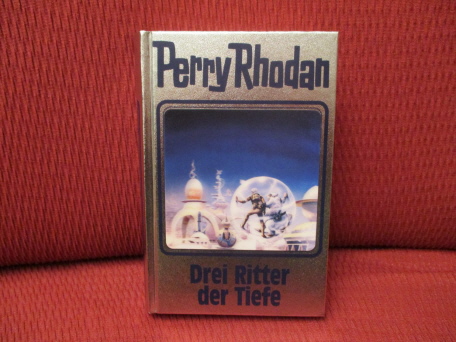 Perry Rhodan
Drei Ritter
der Tiefe